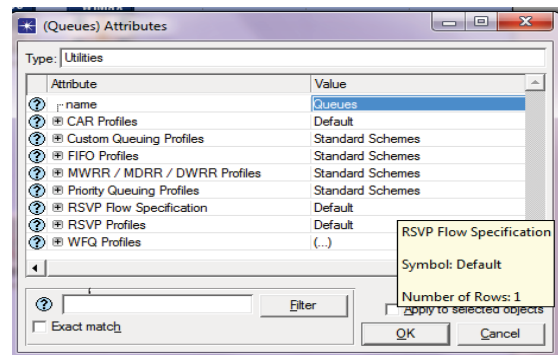 (Queues) Attributes
Type: Utilities
Attribute Value
name Queues
CAR Profiles Default
Custom Queuing Profiles Standard Schemes
FIFO Profiles Standard Schemes
MWRR / MDRR / DWRR Profiles Standard Schemes
Priority Queuing Profiles Standard Schemes
RSVP Flow Specification Default
RSVP Profiles Default
WFQ Profiles (...)
RSVP Flow Specification
Symbol: Default
Number of Rows: 1
Filter
Apply to selected objects
Exact match
OK Cancel